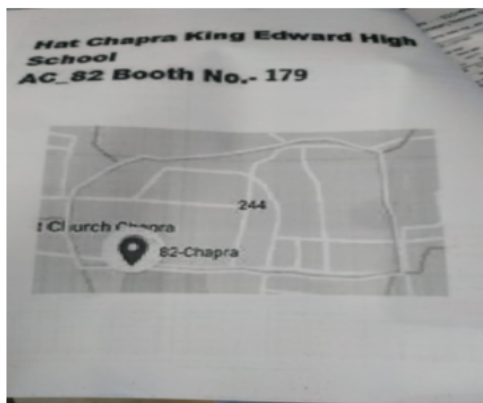 Hat Chapra King Edward High
School
AC_82 Booth No.- 179
244
t Church Chapra
82-Chapra